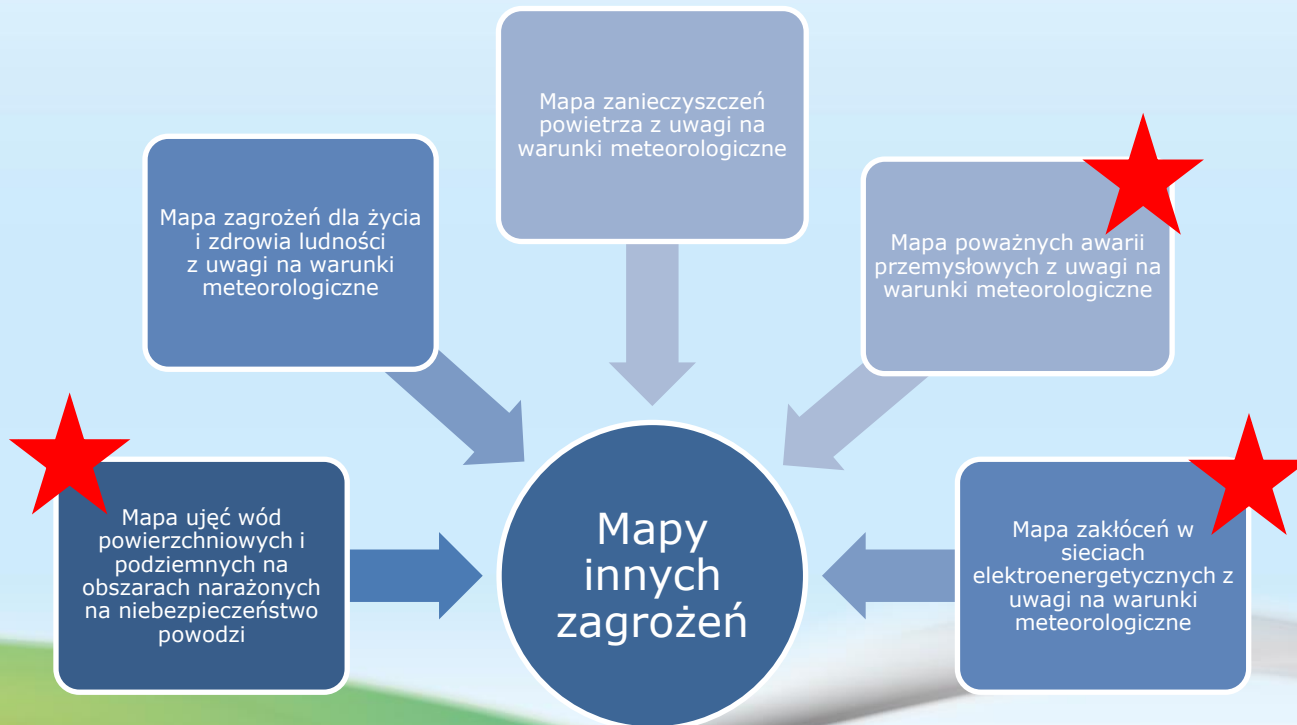 Mapa zanieczyszczeń
powietrza z uwagi na
warunki meteorologiczne
Mapa zagrożeń dla życia
i zdrowia ludności
z uwagi na warunki
meteorologiczne
Mapa poważnych awarii
przemysłowych z uwagi na
warunki meteorologiczne
Mapa ujęć wód
powierzchniowych i
podziemnych na
obszarach narażonych
na niebezpieczeństwo
powodzi
Mapy
innych
zagrożeń
Mapa zakłóceń w
sieciach
elektroenergetycznych z
uwagi na warunki
meteorologiczne